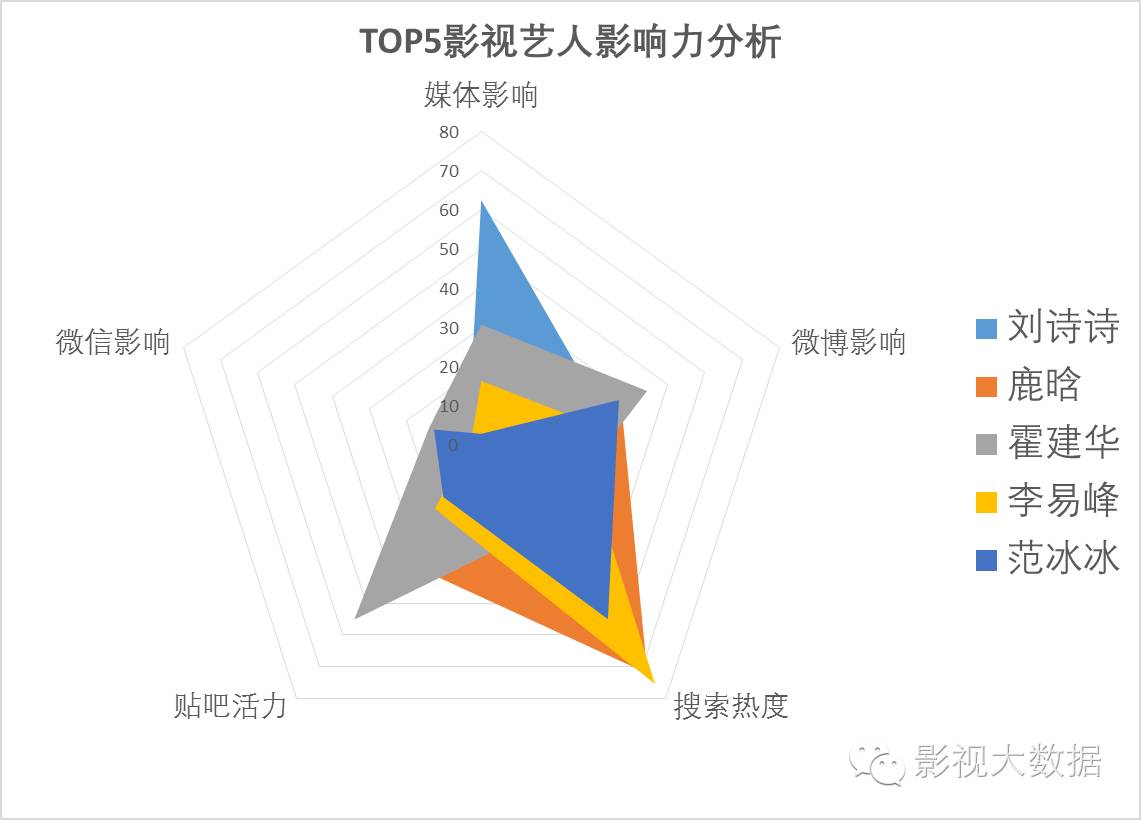 TOP5影视艺人影响力分析
媒体影响
80
70
60
50
40
30
20
10
0
微信影响
微博影响
贴吧活力
搜索热度
刘诗诗
鹿晗
霍建华
李易峰
范冰冰
影视大数据